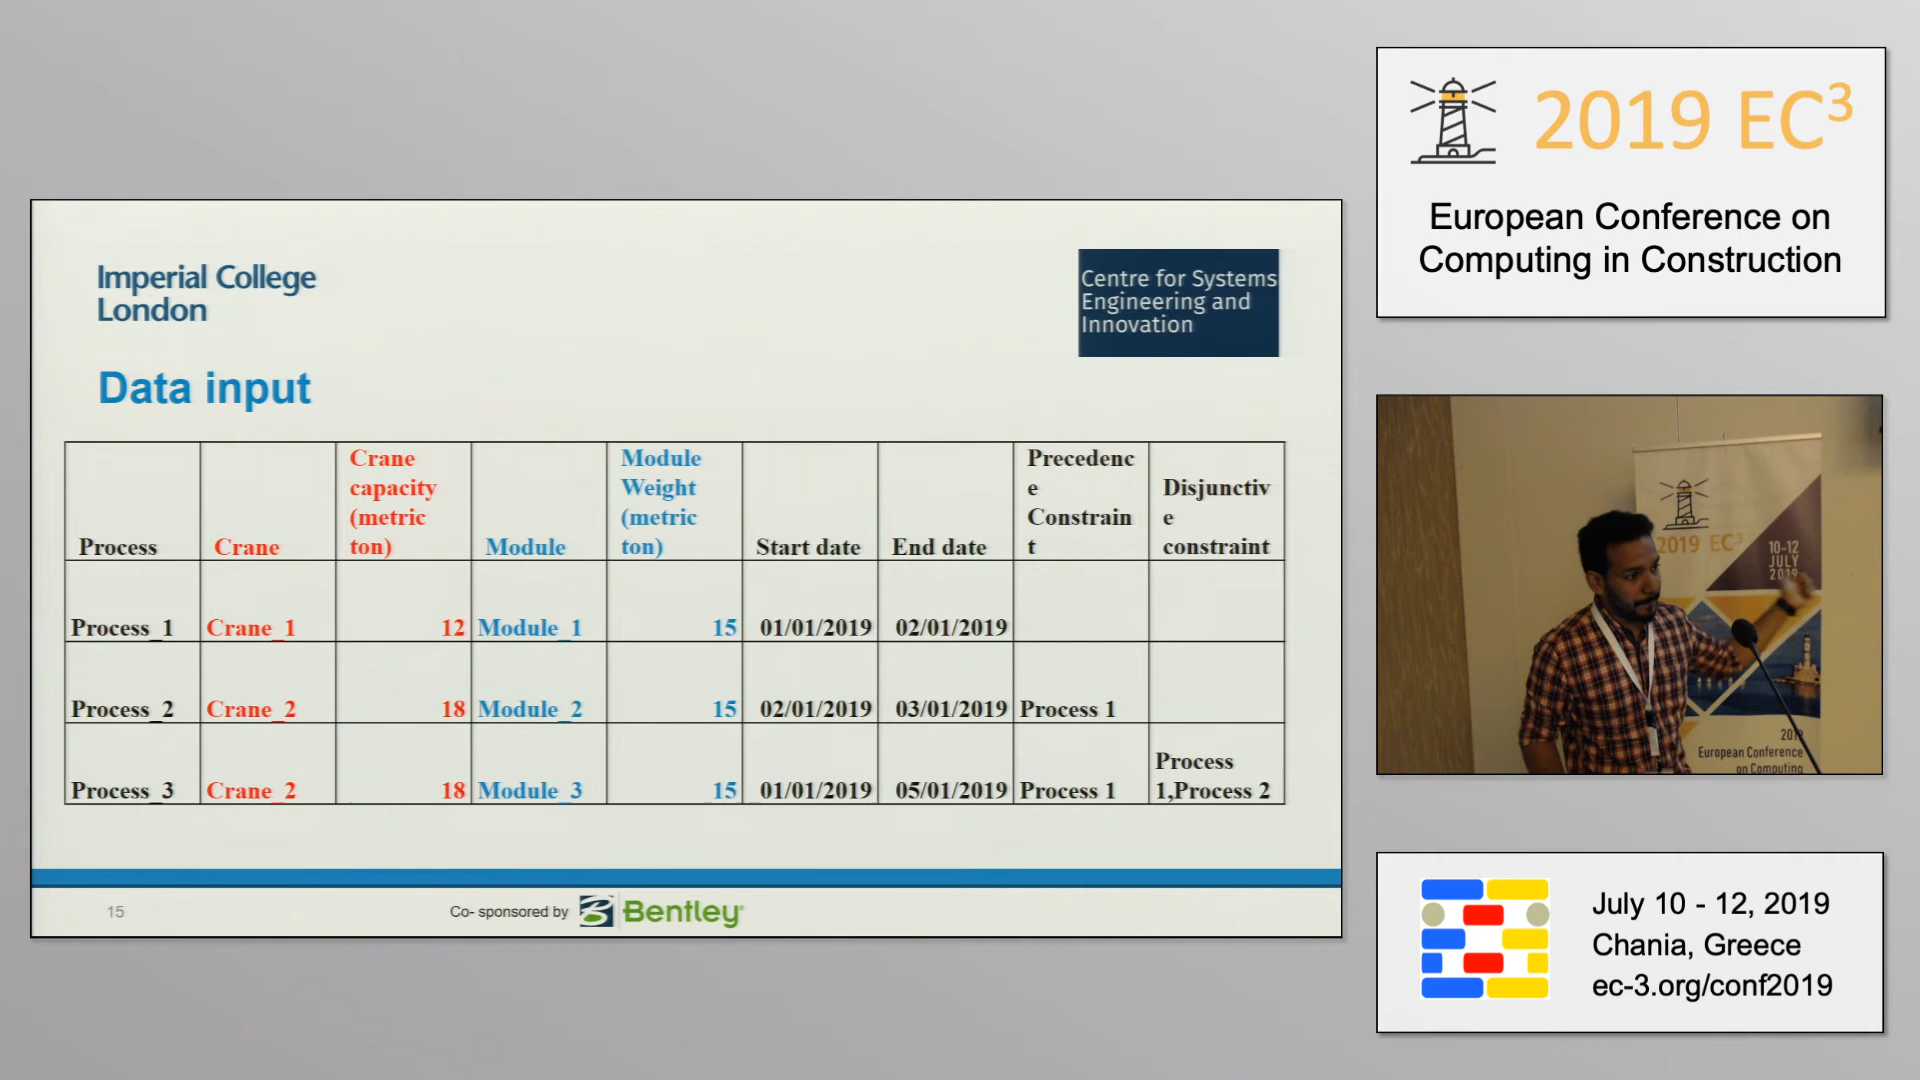 Imperial College
London
Centre for Systems
Engineering and
Innovation
Data input
Process
Crane
Crane
capacity
(metric
ton)
Module
Module
Weight
(metric
ton)
Start date
End date
Precedenc
e
Constrain
t
Disjunctiv
e
constraint
Process_1 Crane_1 12 Module_1 15 01/01/2019 02/01/2019
Process_2 Crane_2 18 Module_2 15 02/01/2019 03/01/2019 Process 1
Process_3 Crane_2 18 Module_3 15 01/01/2019 05/01/2019 Process 1
Process
1,Process 2
15
Co- sponsored by
Bentley
2019 EC³
European Conference on
Computing in Construction
2019 EC³
10-12
JULY
2019
European Conference
on Computing
July 10 - 12, 2019
Chania, Greece
ec-3.org/conf2019